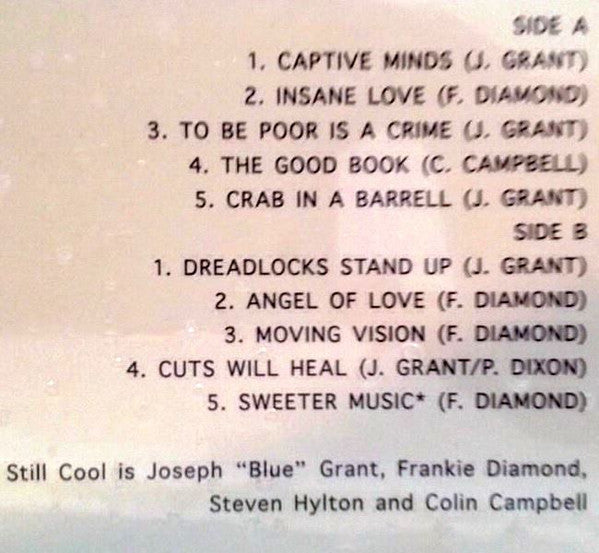 SIDE A
1. CAPTIVE MINDS (J. GRANT)
2. INSANE LOVE (F. DIAMOND)
3. TO BE POOR IS A CRIME (J. GRANT)
4. THE GOOD BOOK (C. CAMPBELL)
5. CRAB IN A BARRELL (J. GRANT)
SIDE B
1. DREADLOCKS STAND UP (J. GRANT)
2. ANGEL OF LOVE (F. DIAMOND)
3. MOVING VISION (F. DIAMOND)
4. CUTS WILL HEAL (J. GRANT/P. DIXON)
5. SWEETER MUSIC* (F. DIAMOND)
Still Cool is Joseph “Blue” Grant, Frankie Diamond,
Steven Hylton and Colin Campbell